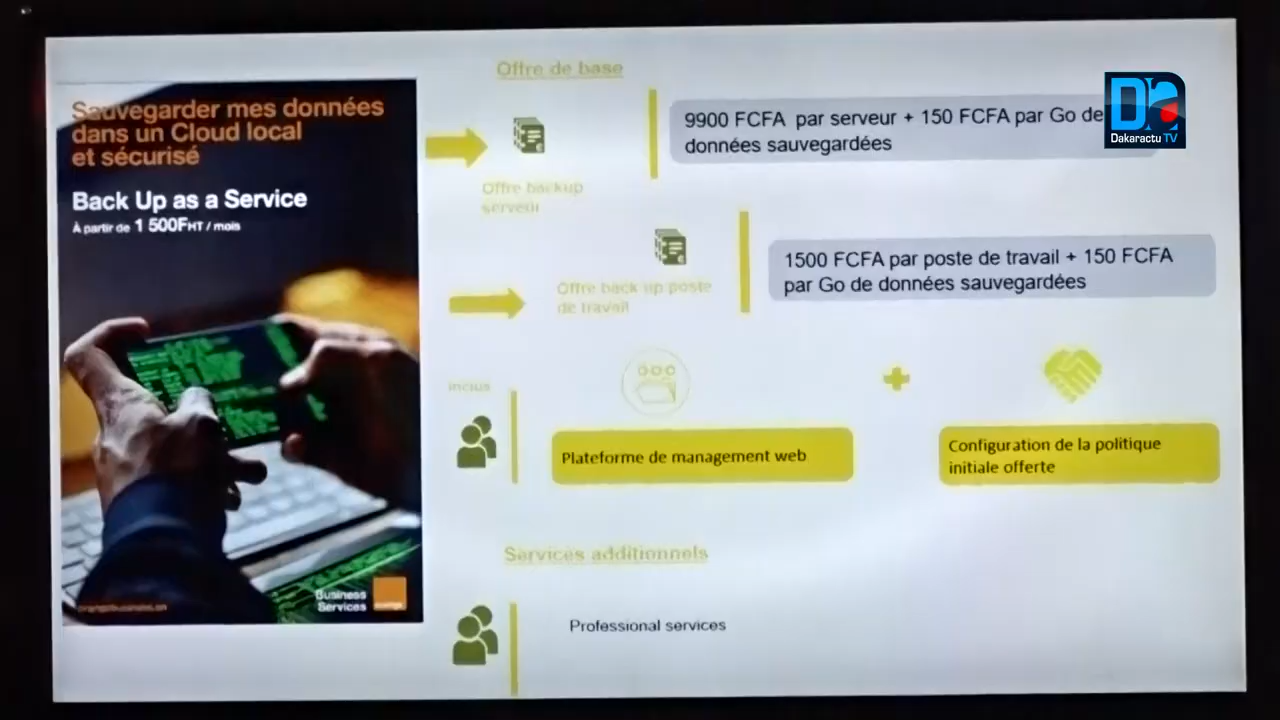 Sauvegarder mes données
dans un Cloud local
et sécurisé
Back Up as a Service
À partir de 1 500FHT / mois
Business
Services
orange
Offre de base
Offre backup
serveur
9900 FCFA par serveur + 150 FCFA par Go de
données sauvegardées
Dakaractu TV
Offre back up poste
de travail
1500 FCFA par poste de travail + 150 FCFA
par Go de données sauvegardées
Inclus
Plateforme de management web
Configuration de la politique
initiale offerte
Services additionnels
Professional services